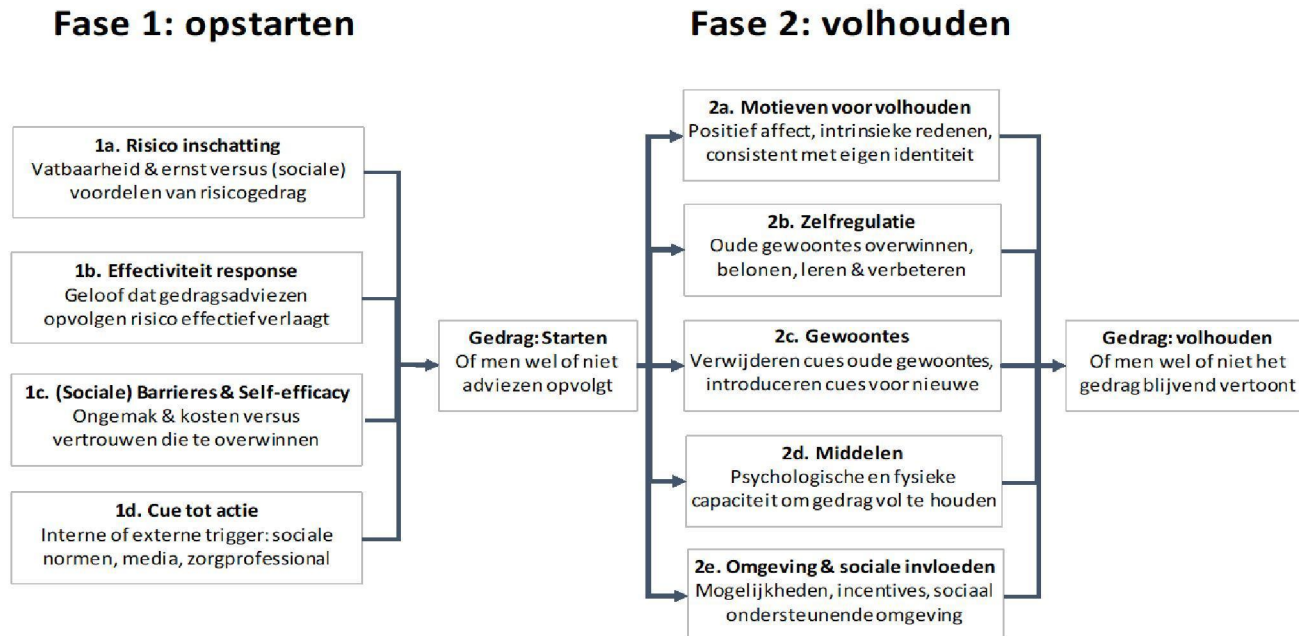 Fase 1: opstarten
1a. Risico inschatting
Vatbaarheid & ernst versus (sociale)
voordelen van risicogedrag
1b. Effectiviteit response
Geloof dat gedragsadviezen
opvolgen risico effectief verlaagt
1c. (Sociale) Barrieres & Self-efficacy
Ongemak & kosten versus
vertrouwen die te overwinnen
1d. Cue tot actie
Interne of externe trigger: sociale
normen, media, zorgprofessional
Gedrag: Starten
Of men wel of niet
adviezen opvolgt
Fase 2: volhouden
2a. Motieven voor volhouden
Positief affect, intrinsieke redenen,
consistent met eigen identiteit
2b. Zelfregulatie
Oude gewoontes overwinnen,
belonen, leren & verbeteren
2c. Gewoontes
Verwijderen cues oude gewoontes,
introduceren cues voor nieuwe
2d. Middelen
Psychologische en fysieke
capaciteit om gedrag vol te houden
2e. Omgeving & sociale invloeden
Mogelijkheden, incentives, sociaal
ondersteunende omgeving
Gedrag: volhouden
Of men wel of niet het
gedrag blijvend vertoont